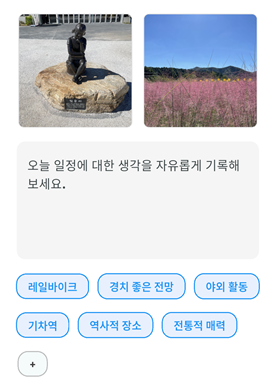 오늘 일정에 대한 생각을 자유롭게 기록해
보세요.
레일바이크 경치 좋은 전망 야외 활동
기차역 역사적 장소 전통적 매력
+